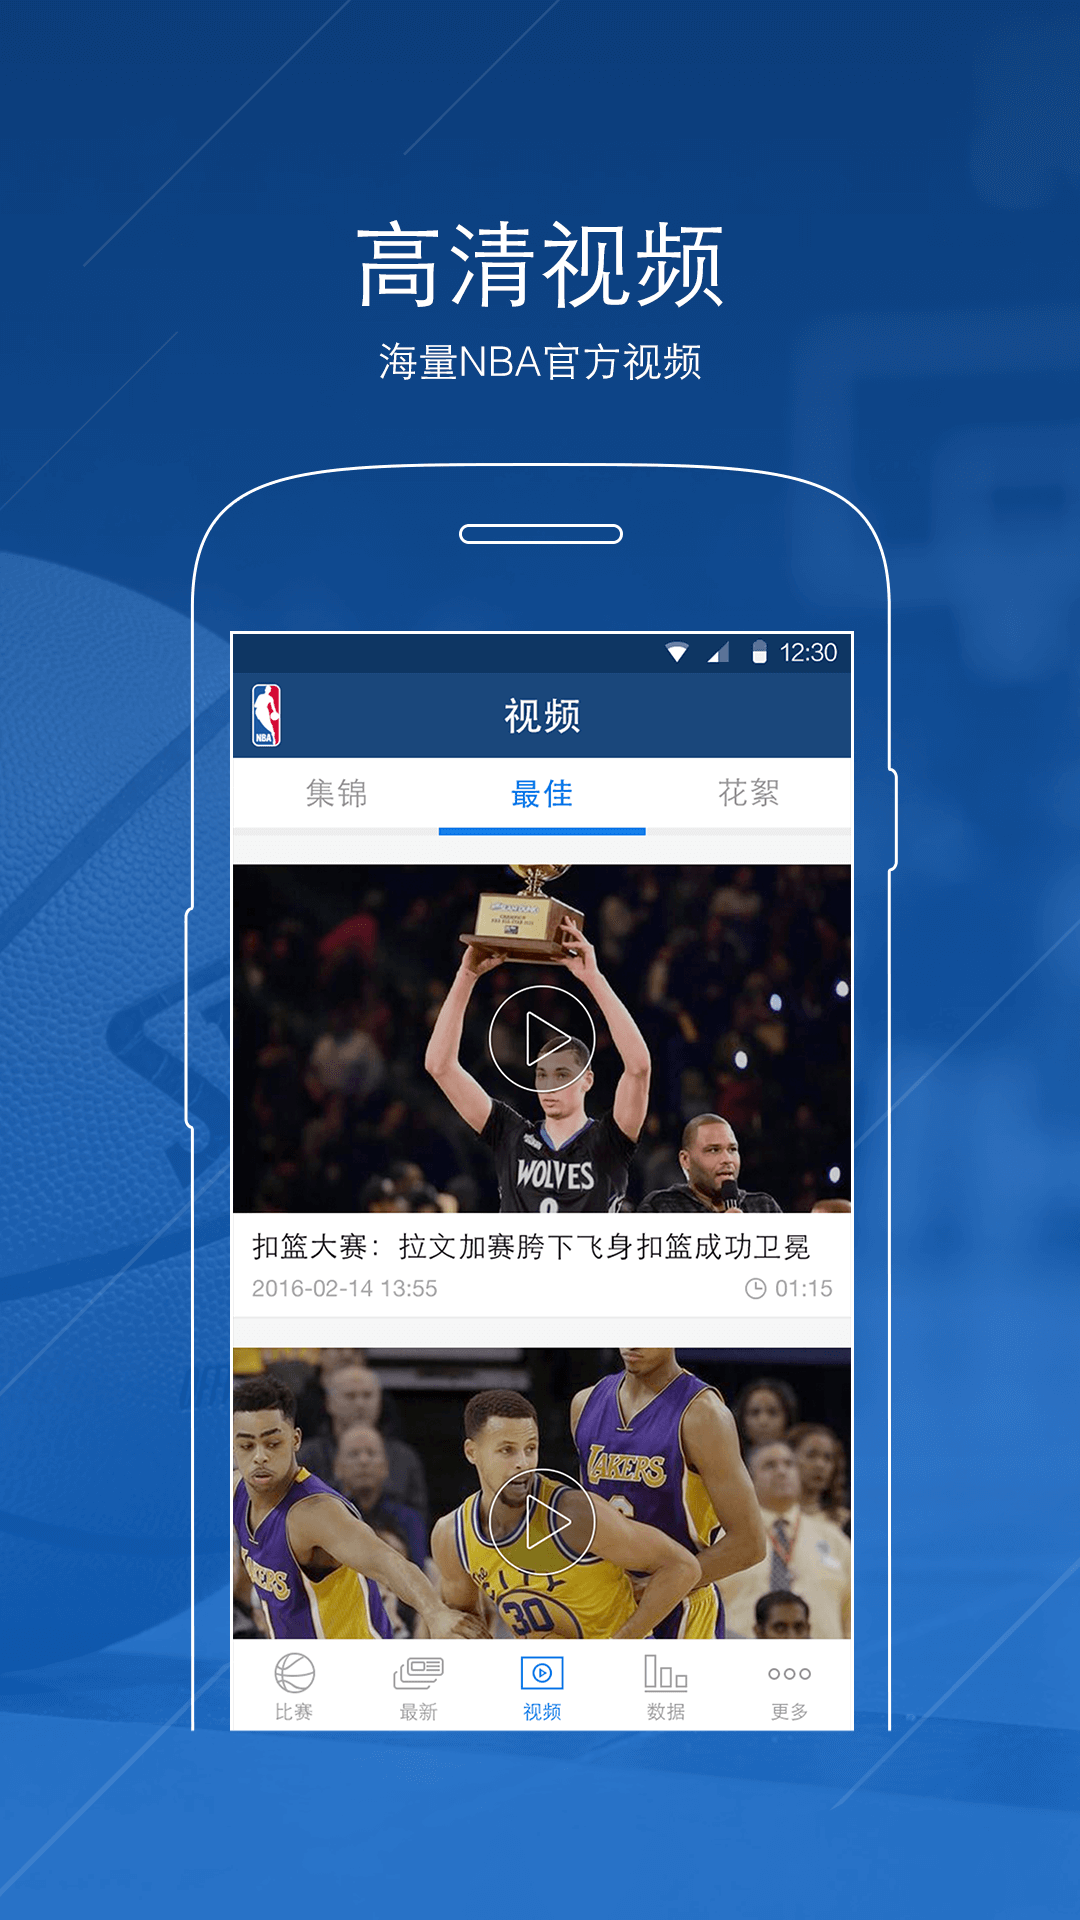 高清视频
海量NBA官方视频
12:30
NBA
视频
集锦 最佳 花絮
CHAMPION
WOLVES
扣篮大赛：拉文加赛胯下飞身扣篮成功卫冕
2016-02-14 13:55 01:15
LAKERS
LAKERS
the
CITY
30
比赛 最新 视频 数据 更多